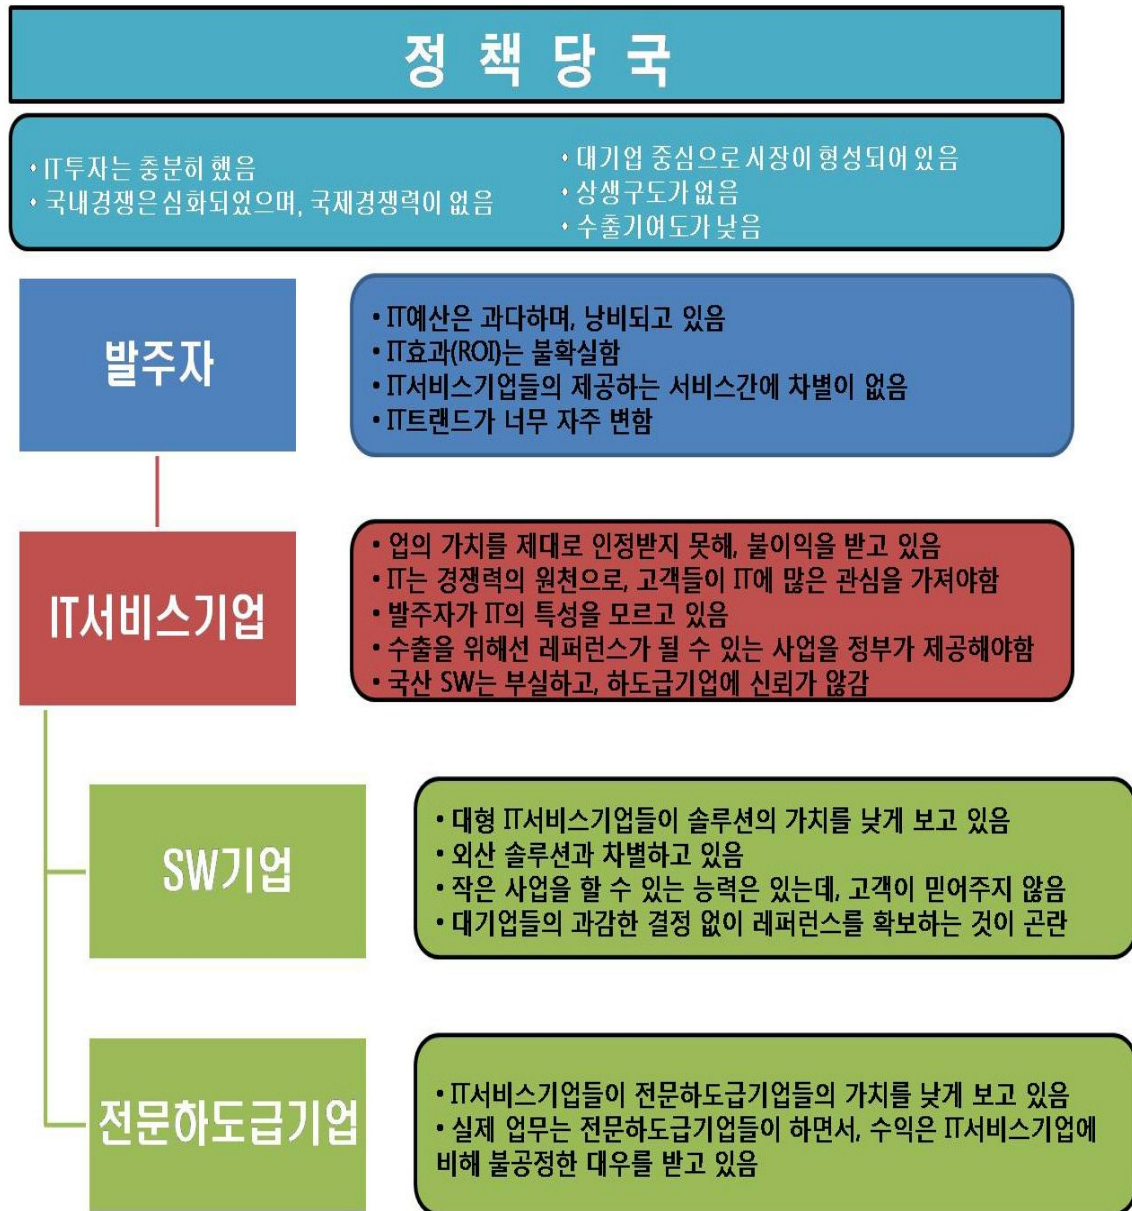 정 책 당 국
• IT투자는 충분히 했음
• 국내경쟁은 심화되었으며, 국제경쟁력이 없음
• 대기업 중심으로 시장이 형성되어 있음
• 상생구도가 없음
• 수출기여도가 낮음
발주자
• IT예산은 과다하며, 낭비되고 있음
• IT효과(ROI)는 불확실함
• IT서비스기업들의 제공하는 서비스간에 차별이 없음
• IT트랜드가 너무 자주 변함
IT서비스기업
• 업의 가치를 제대로 인정받지 못해, 불이익을 받고 있음
• IT는 경쟁력의 원천으로, 고객들이 IT에 많은 관심을 가져야함
• 발주자가 IT의 특성을 모르고 있음
• 수출을 위해선 레퍼런스가 될 수 있는 사업을 정부가 제공해야함
• 국산 SW는 부실하고, 하도급기업에 신뢰가 않감
SW기업
• 대형 IT서비스기업들이 솔루션의 가치를 낮게 보고 있음
• 외산 솔루션과 차별하고 있음
• 작은 사업을 할 수 있는 능력은 있는데, 고객이 믿어주지 않음
• 대기업들의 과감한 결정 없이 레퍼런스를 확보하는 것이 곤란
전문하도급기업
• IT서비스기업들이 전문하도급기업들의 가치를 낮게 보고 있음
• 실제 업무는 전문하도급기업들이 하면서, 수익은 IT서비스기업에
비해 불공정한 대우를 받고 있음